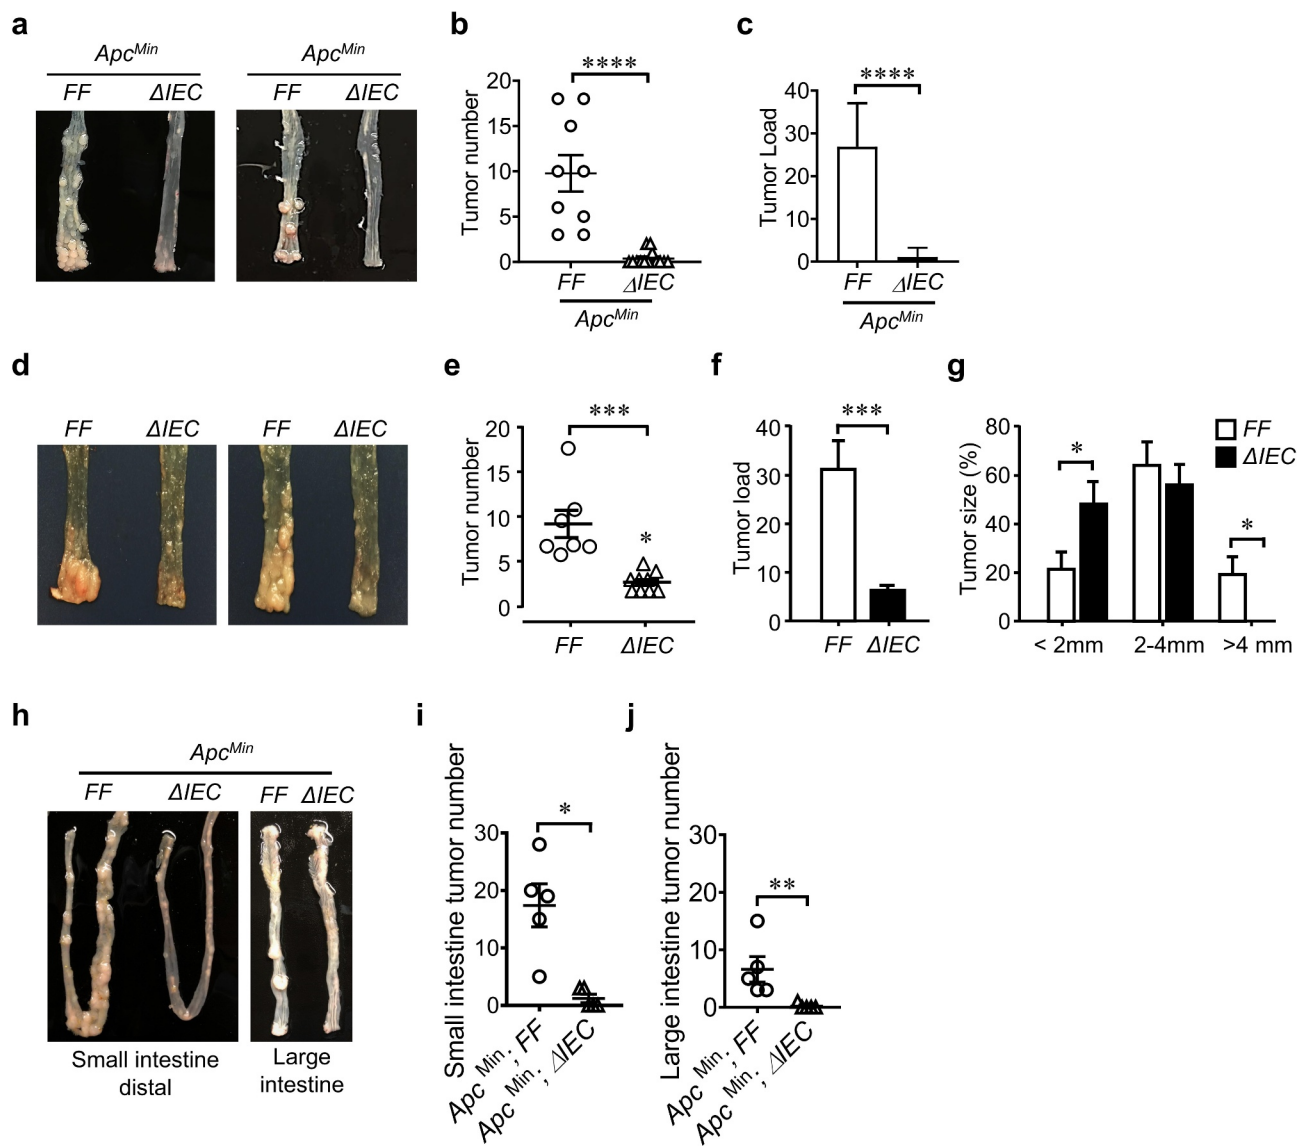 a
Apc^Min Apc^Min
FF ΔIEC FF ΔIEC
b
****
Tumor number
20
15
10
5
0
FF ΔIEC
Apc^Min
c
****
Tumor Load
40
30
20
10
0
FF ΔIEC
Apc^Min
d
FF ΔIEC FF ΔIEC
e
***
*
Tumor number
20
15
10
5
0
FF ΔIEC
f
***
Tumor load
40
30
20
10
0
FF ΔIEC
g
FF
ΔIEC
*
*
Tumor size (%)
80
60
40
20
0
< 2mm 2-4mm >4 mm
h
Apc^Min
FF ΔIEC FF ΔIEC
Small intestine
distal
Large
intestine
i
*
Small intestine tumor number
30
20
10
0
Apc^Min; FF
Apc^Min; ΔIEC
j
**
Large intestine tumor number
30
20
10
0
Apc^Min; FF
Apc^Min; ΔIEC